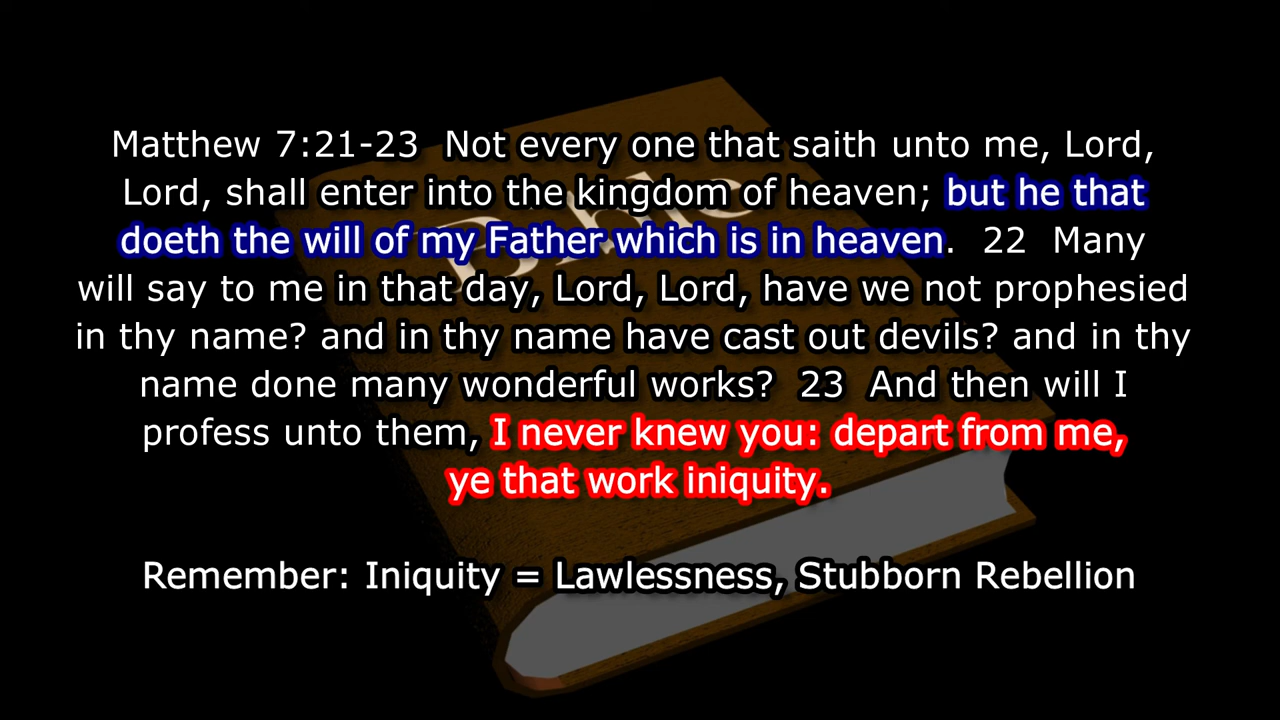 Bible
Matthew 7:21-23  Not every one that saith unto me, Lord,
Lord, shall enter into the kingdom of heaven; but he that
doeth the will of my Father which is in heaven.  22  Many
will say to me in that day, Lord, Lord, have we not prophesied
in thy name? and in thy name have cast out devils? and in thy
name done many wonderful works?  23  And then will I
profess unto them, I never knew you: depart from me,
ye that work iniquity.
Remember: Iniquity = Lawlessness, Stubborn Rebellion